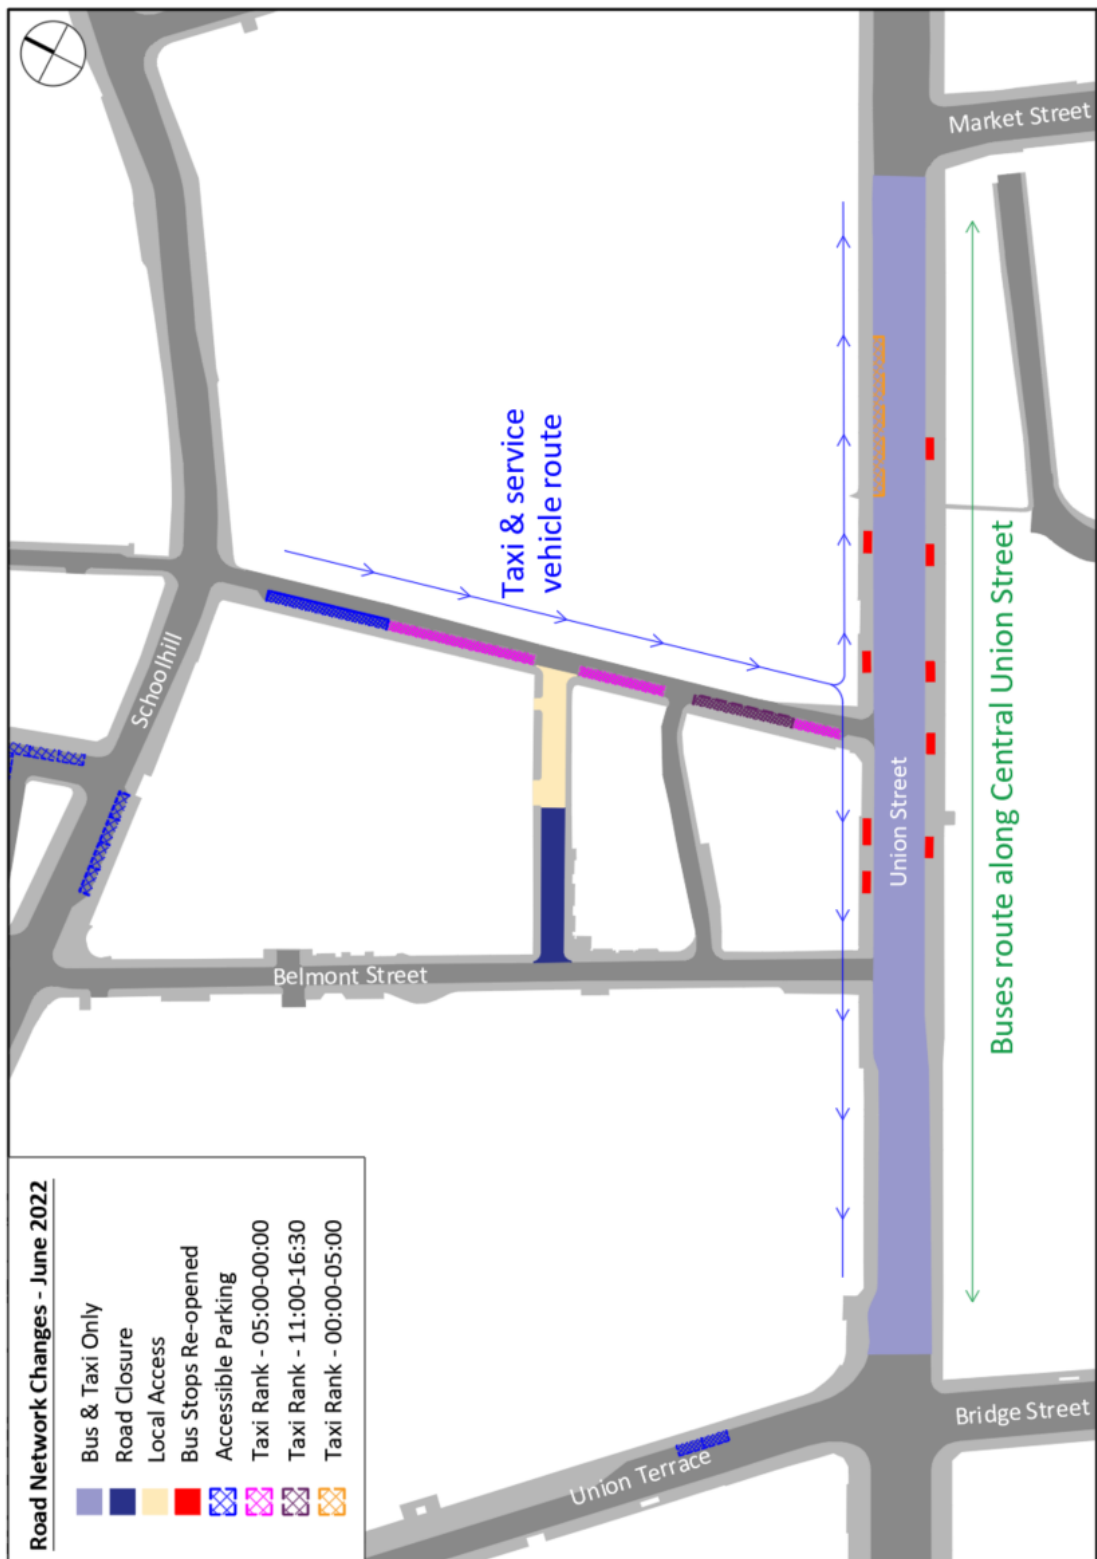 Road Network Changes - June 2022
Bus & Taxi Only
Road Closure
Local Access
Bus Stops Re-opened
Accessible Parking
Taxi Rank - 05:00-00:00
Taxi Rank - 11:00-16:30
Taxi Rank - 00:00-05:00
Schoolhill
Belmont Street
Taxi & service
vehicle route
Union Terrace
Union Street
Buses route along Central Union Street
Bridge Street
Market Street